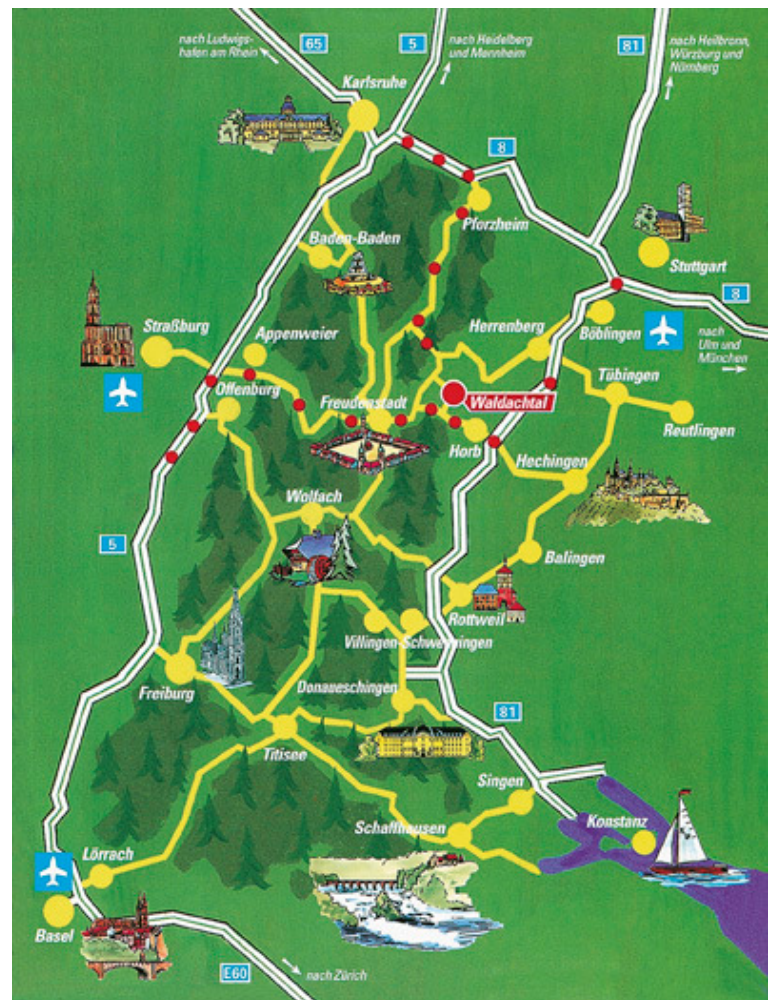 nach Ludwigs-
hafen am Rhein
65
5
nach Heidelberg
und Mannheim
81
nach Heilbronn,
Würzburg und
Nürnberg
Karlsruhe
8
Pforzheim
Baden-Baden
Stuttgart
8
nach
Ulm und
München
Straßburg
Appenweier
Herrenberg
Böblingen
Offenburg
Freudenstadt
Waldachtal
Tübingen
Reutlingen
Horb
Hechingen
Wolfach
5
Balingen
Rottweil
Villingen-Schwenningen
Freiburg
Donaueschingen
81
Titisee
Singen
Schaffhausen
Konstanz
Lörrach
Basel
E60
nach Zürich